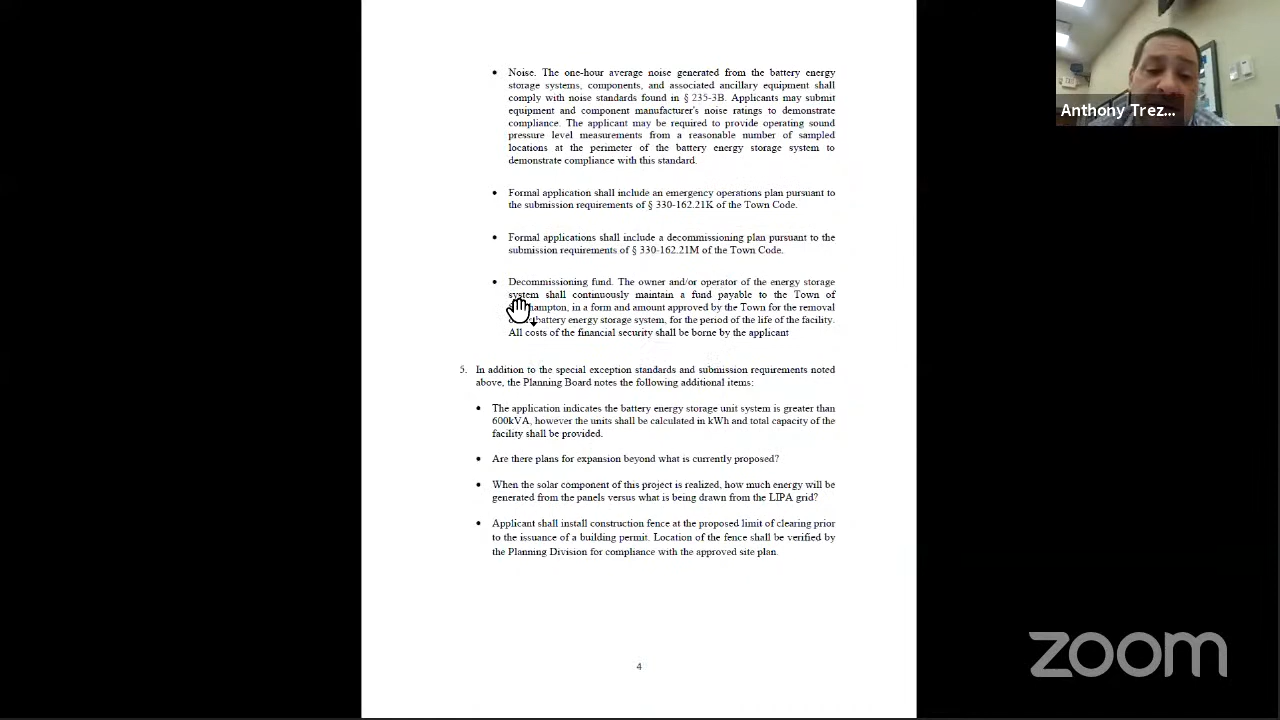 Noise. The one-hour average noise generated from the battery energy
storage systems, components, and associated ancillary equipment shall
comply with noise standards found in § 235-3B. Applicants may submit
equipment and component manufacturer's noise ratings to demonstrate
compliance. The applicant may be required to provide operating sound
pressure level measurements from a reasonable number of sampled
locations at the perimeter of the battery energy storage system to
demonstrate compliance with this standard.
Formal application shall include an emergency operations plan pursuant to
the submission requirements of § 330-162.21K of the Town Code.
Formal applications shall include a decommissioning plan pursuant to the
submission requirements of § 330-162.21M of the Town Code.
Decommissioning fund. The owner and/or operator of the energy storage
system shall continuously maintain a fund payable to the Town of
hampton, in a form and amount approved by the Town for the removal
battery energy storage system, for the period of the life of the facility.
All costs of the financial security shall be borne by the applicant
5. In addition to the special exception standards and submission requirements noted
above, the Planning Board notes the following additional items:
The application indicates the battery energy storage unit system is greater than
600kVA, however the units shall be calculated in kWh and total capacity of the
facility shall be provided.
Are there plans for expansion beyond what is currently proposed?
When the solar component of this project is realized, how much energy will be
generated from the panels versus what is being drawn from the LIPA grid?
Applicant shall install construction fence at the proposed limit of clearing prior
to the issuance of a building permit. Location of the fence shall be verified by
the Planning Division for compliance with the approved site plan.
4
Anthony Trez...
zoom